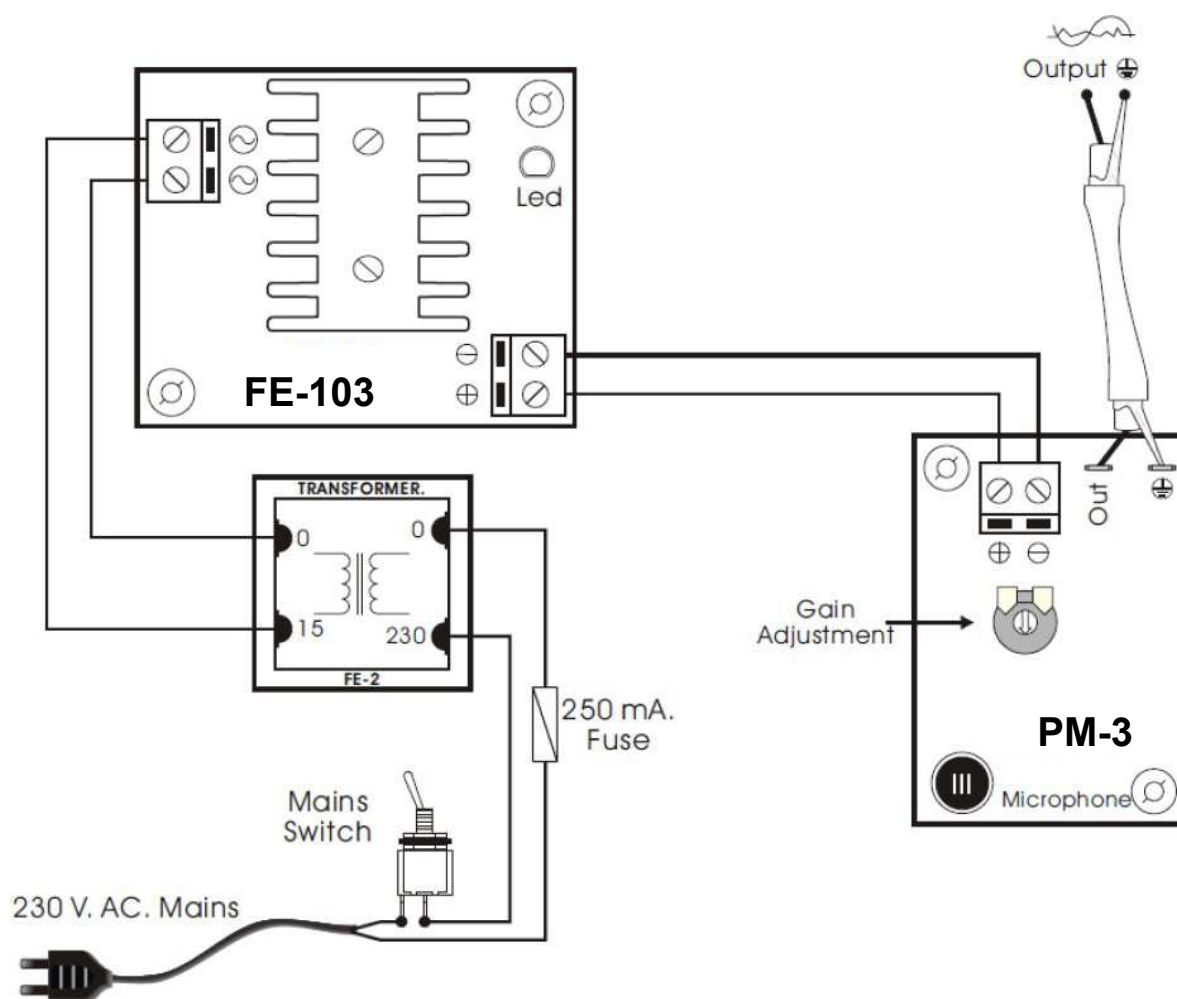 Output
Led
FE-103
TRANSFORMER.
0
0
15
230
FE-2
Out
Gain
Adjustment
250 mA.
Fuse
PM-3
Mains
Switch
Microphone
230 V. AC. Mains